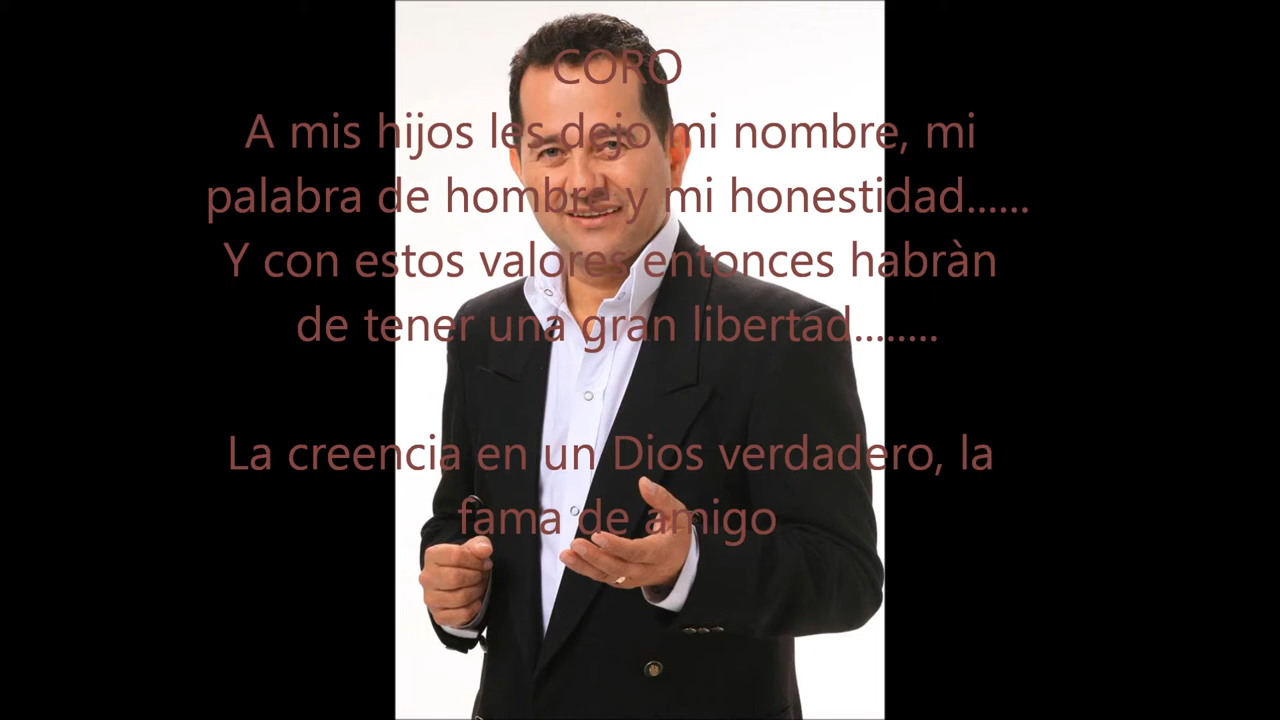 CORO
A mis hijos les dejo mi nombre, mi
palabra de hombre y mi honestidad......
Y con estos valores entonces habràn
de tener una gran libertad........
La creencia en un Dios verdadero, la
fama de amigo